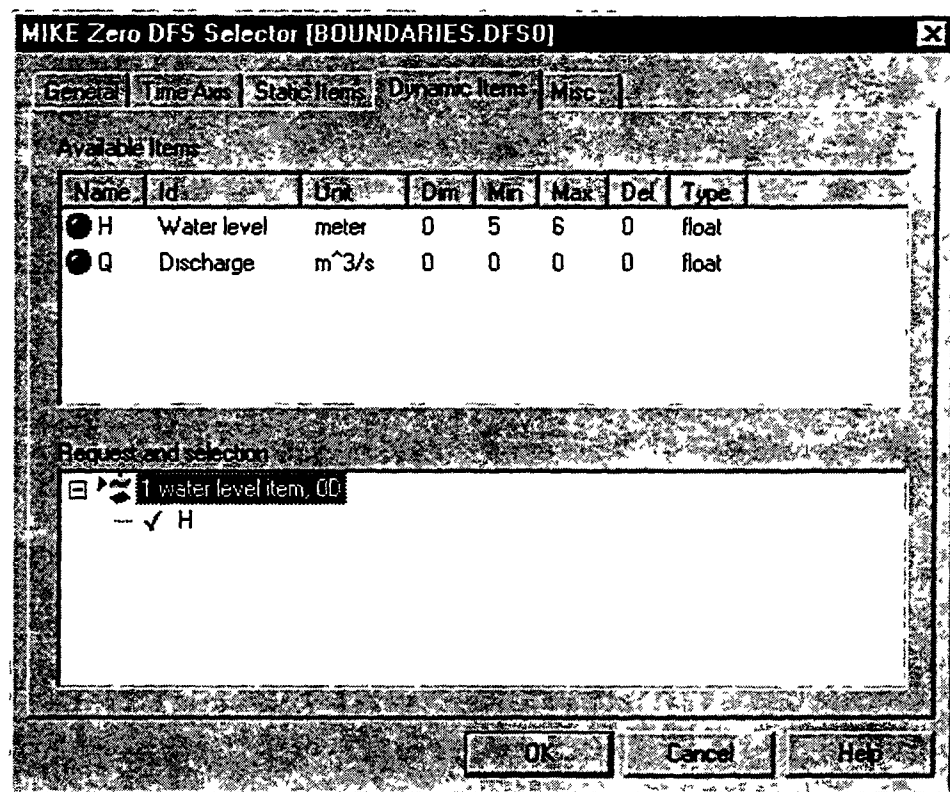 MIKE Zero DFS Selector [BOUNDARIES.DFS0]
General Time Axis Static Items Dynamic Items Misc
Available Items
Name Id Unit Dim Min Max Del Type
H Water level meter 0 5 6 0 float
Q Discharge m^3/s 0 0 0 0 float
Request and selection
1 water level item, 0D
H
OK Cancel Help